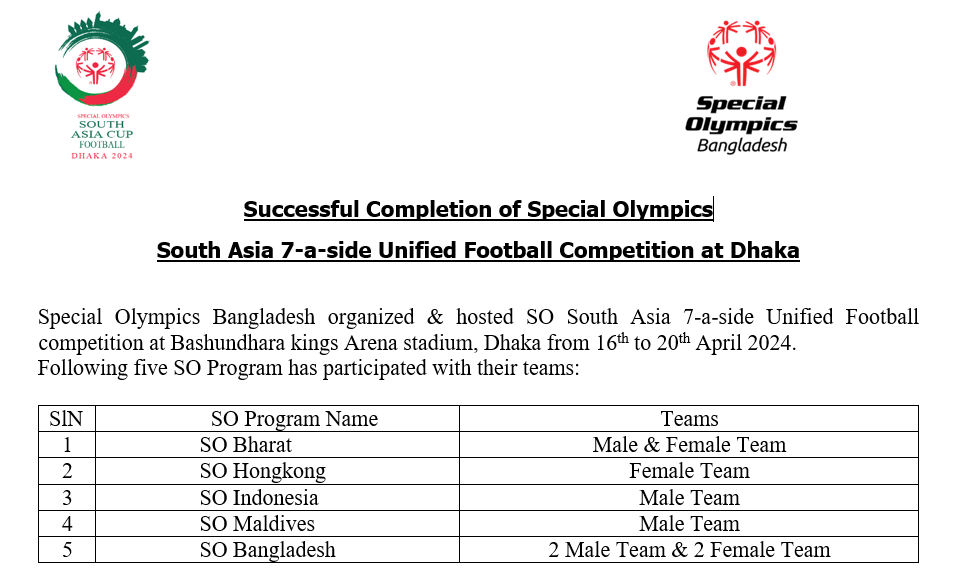 SPECIAL OLYMPICS
SOUTH
ASIA CUP
FOOTBALL
DHAKA 2024
Special
Olympics
Bangladesh
Successful Completion of Special Olympics
South Asia 7-a-side Unified Football Competition at Dhaka
Special Olympics Bangladesh organized & hosted SO South Asia 7-a-side Unified Football
competition at Bashundhara kings Arena stadium, Dhaka from 16th to 20th April 2024.
Following five SO Program has participated with their teams:
SlN SO Program Name Teams
1 SO Bharat Male & Female Team
2 SO Hongkong Female Team
3 SO Indonesia Male Team
4 SO Maldives Male Team
5 SO Bangladesh 2 Male Team & 2 Female Team